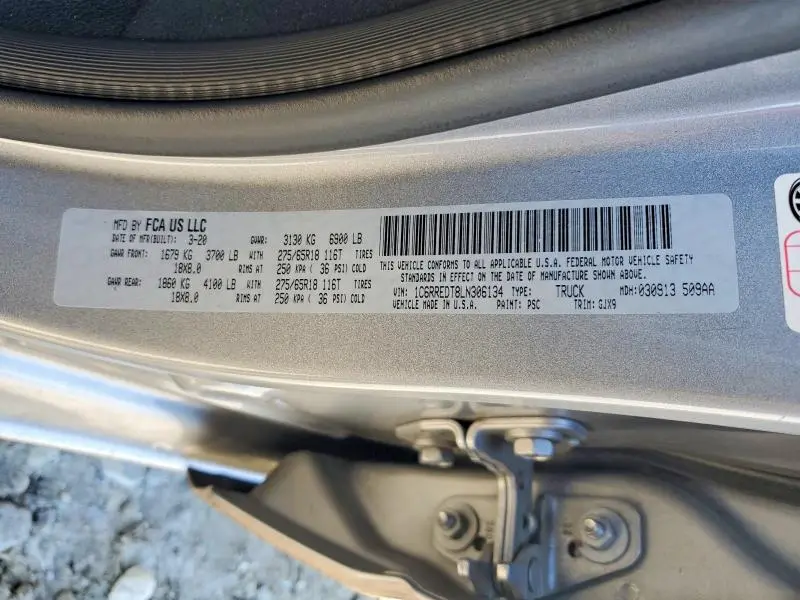 MFD BY FCA US LLC
DATE OF MFR(BUILT): 3-20 GVWR: 3130 KG 6900 LB
GAWR FRONT: 1679 KG 3700 LB WITH 275/65R18 116T TIRES
18X8.0 RIMS AT 250 KPA ( 36 PSI) COLD
GAWR REAR: 1860 KG 4100 LB WITH 275/65R18 116T TIRES
18X8.0 RIMS AT 250 KPA ( 36 PSI) COLD
THIS VEHICLE CONFORMS TO ALL APPLICABLE U.S.A. FEDERAL MOTOR VEHICLE SAFETY
STANDARDS IN EFFECT ON THE DATE OF MANUFACTURE SHOWN ABOVE.
VIN: 1C6RREDT8LN306134 TYPE: TRUCK MDH: 030913 509AA
VEHICLE MADE IN U.S.A. PAINT: PSC TRIM: GJX9